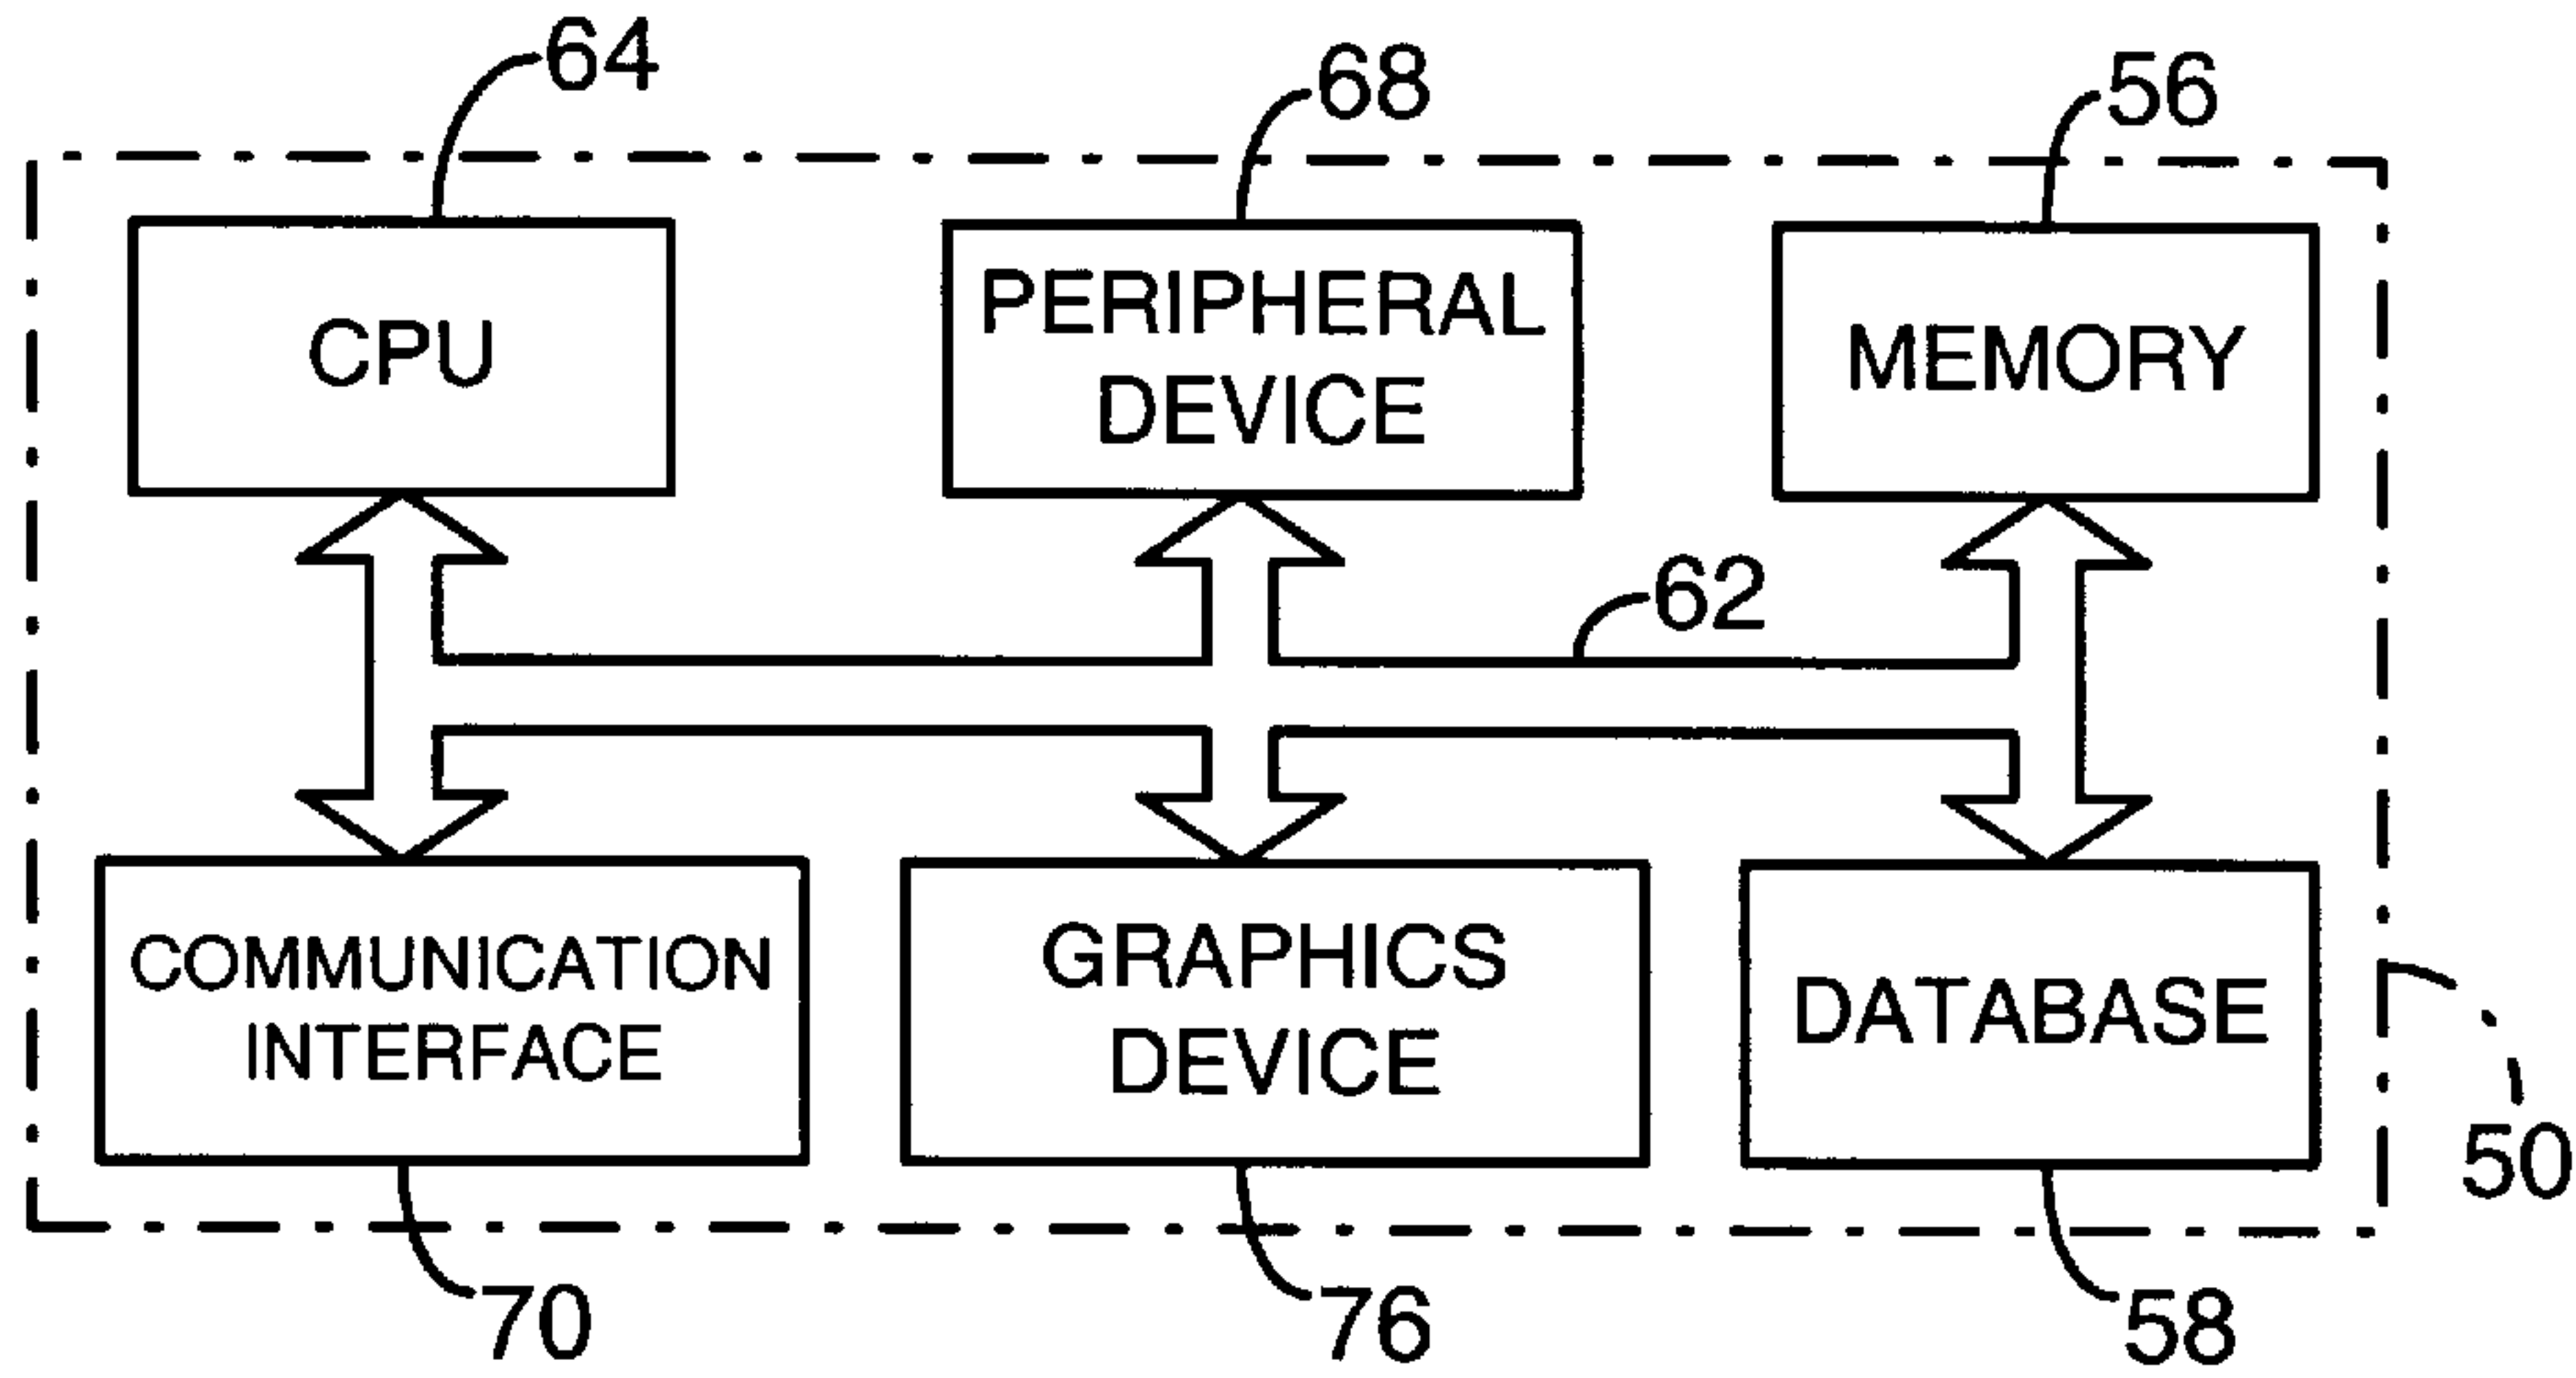 64
68
56
CPU
PERIPHERAL
DEVICE
MEMORY
62
COMMUNICATION
INTERFACE
GRAPHICS
DEVICE
DATABASE
50
70
76
58